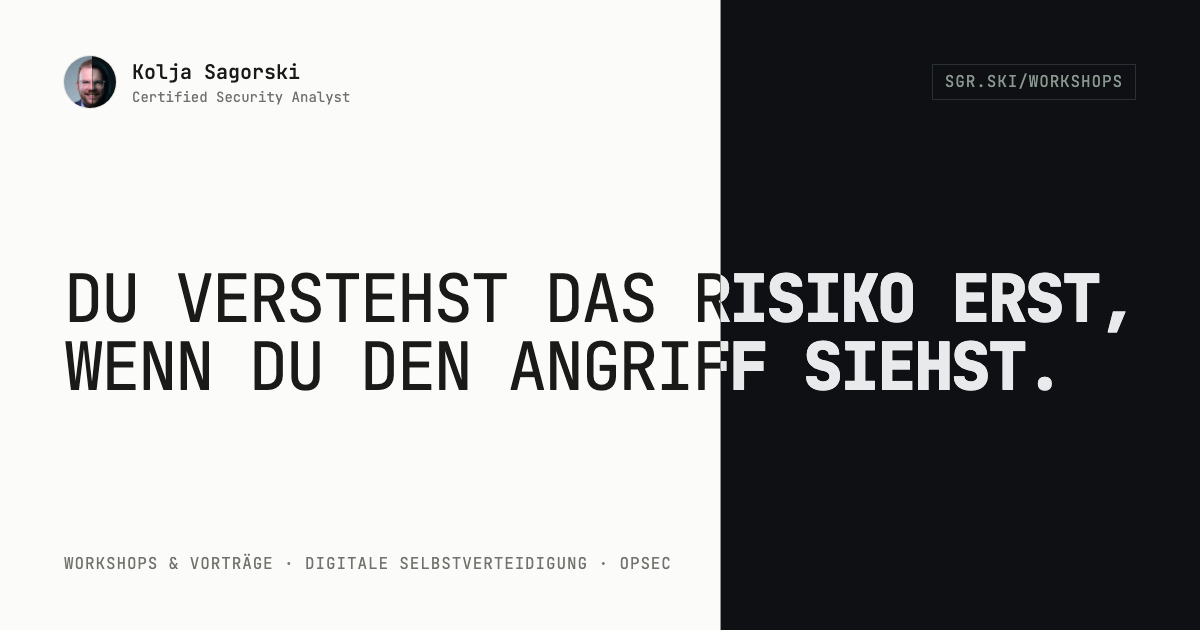 Kolja Sagorski
Certified Security Analyst
SGR.SKI/WORKSHOPS
DU VERSTEHST DAS RISIKO ERST,
WENN DU DEN ANGRIFF SIEHST.
WORKSHOPS & VORTRÄGE · DIGITALE SELBSTVERTEIDIGUNG · OPSEC